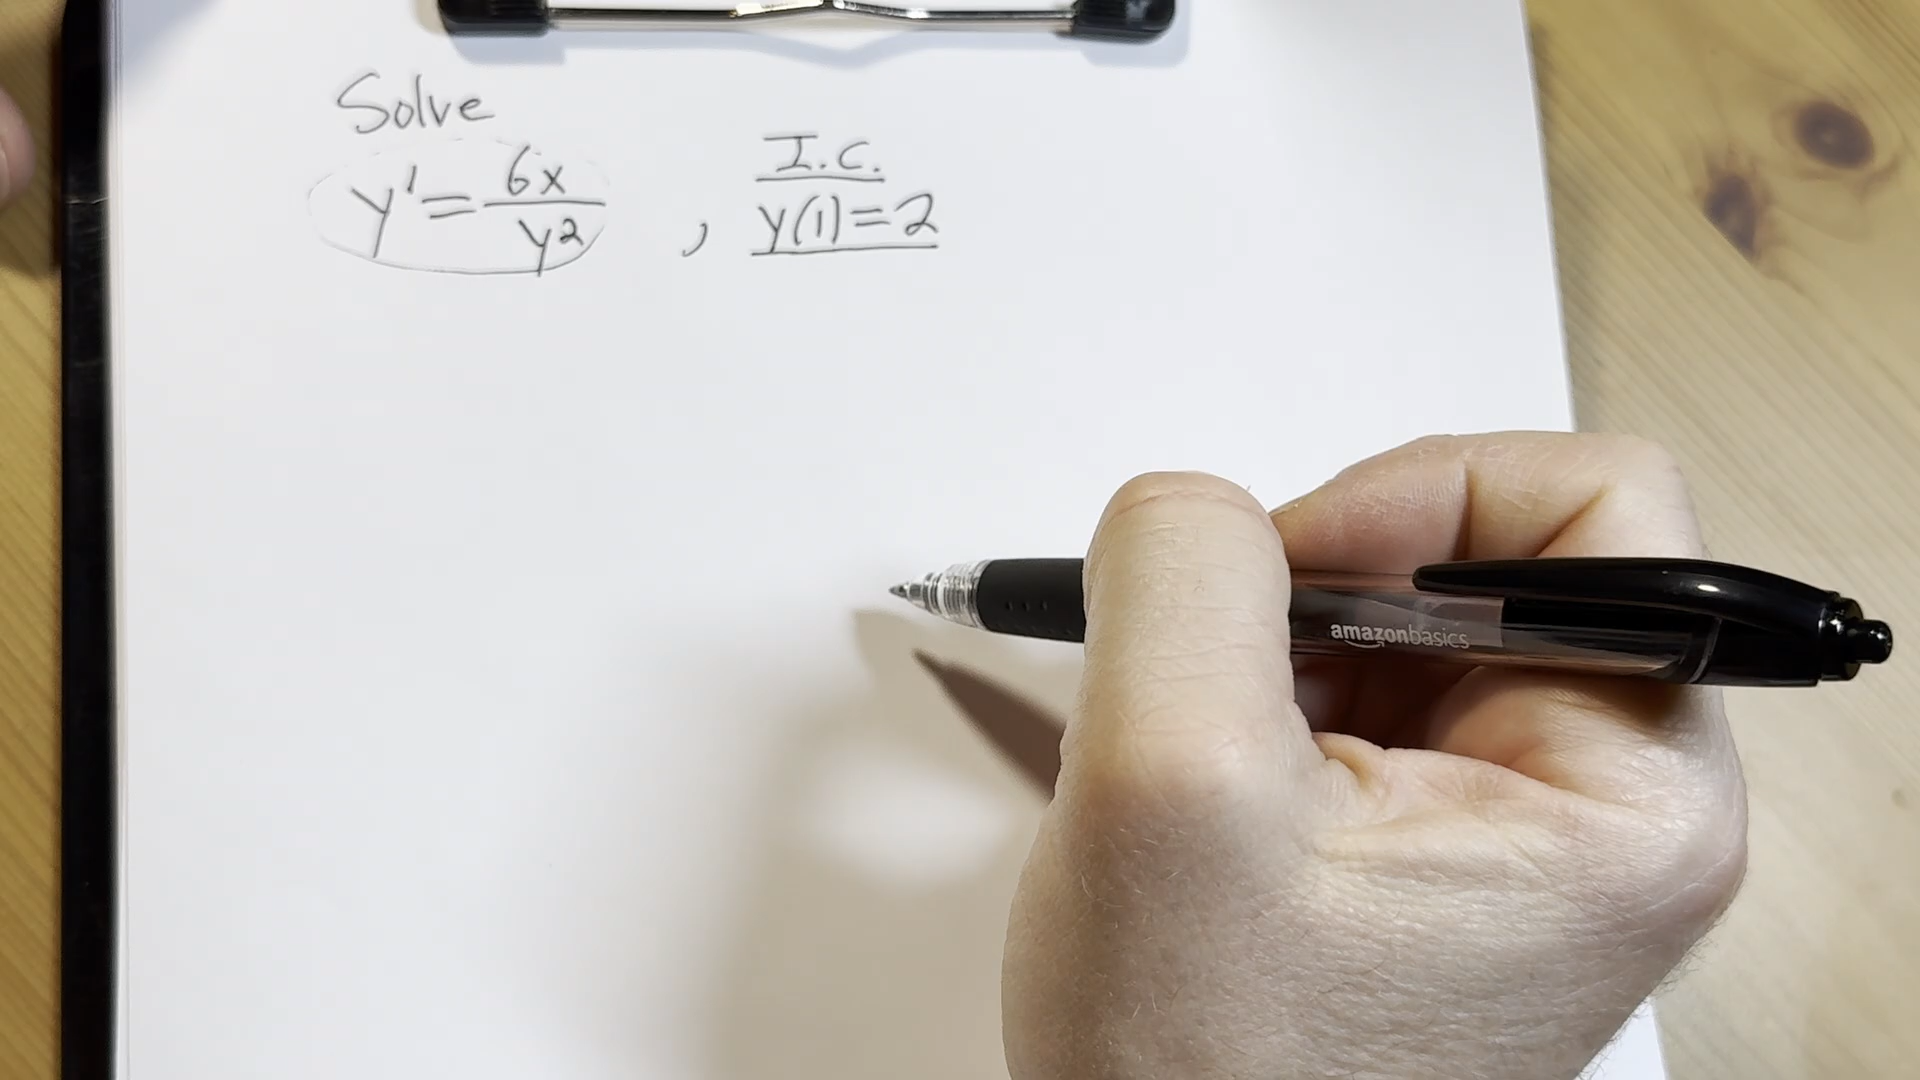 Solve
y' = 6x/y² , I.C. y(1) = 2
amazonbasics